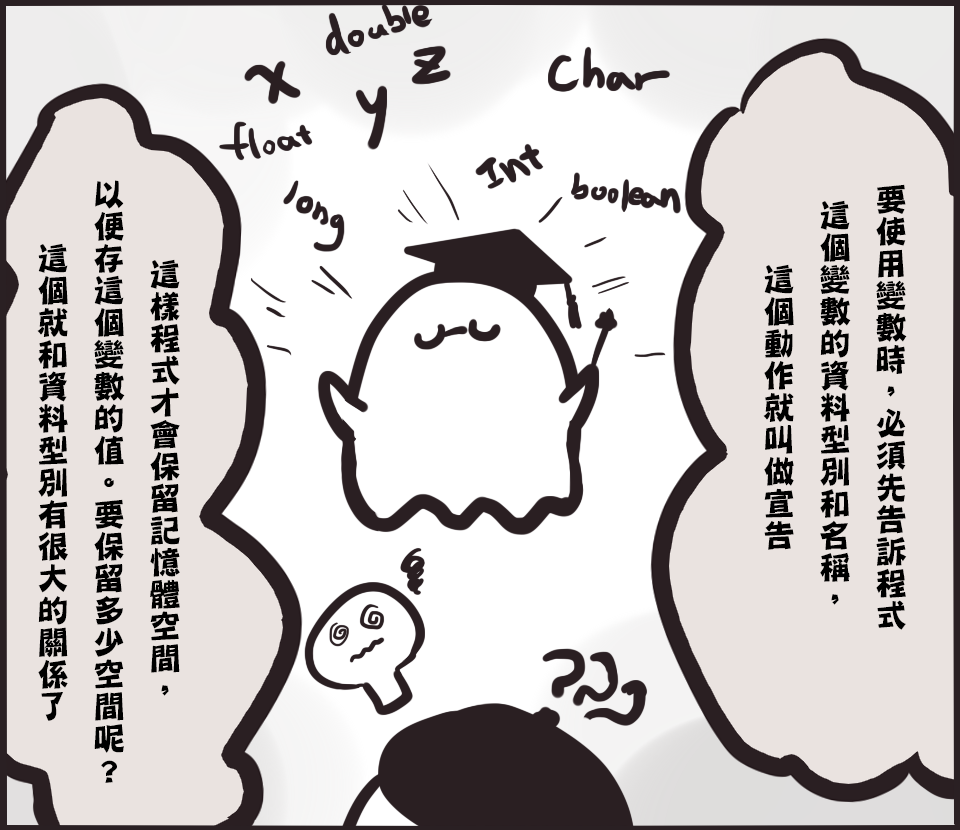 double
x
z
Char
y
float
Int
long
boolean
要使用變數時，必須先告訴程式
這個變數的資料型別和名稱，
這個動作就叫做宣告
這樣程式才會保留記憶體空間，
以便存這個變數的值。要保留多少空間呢？
這個就和資料型別有很大的關係了